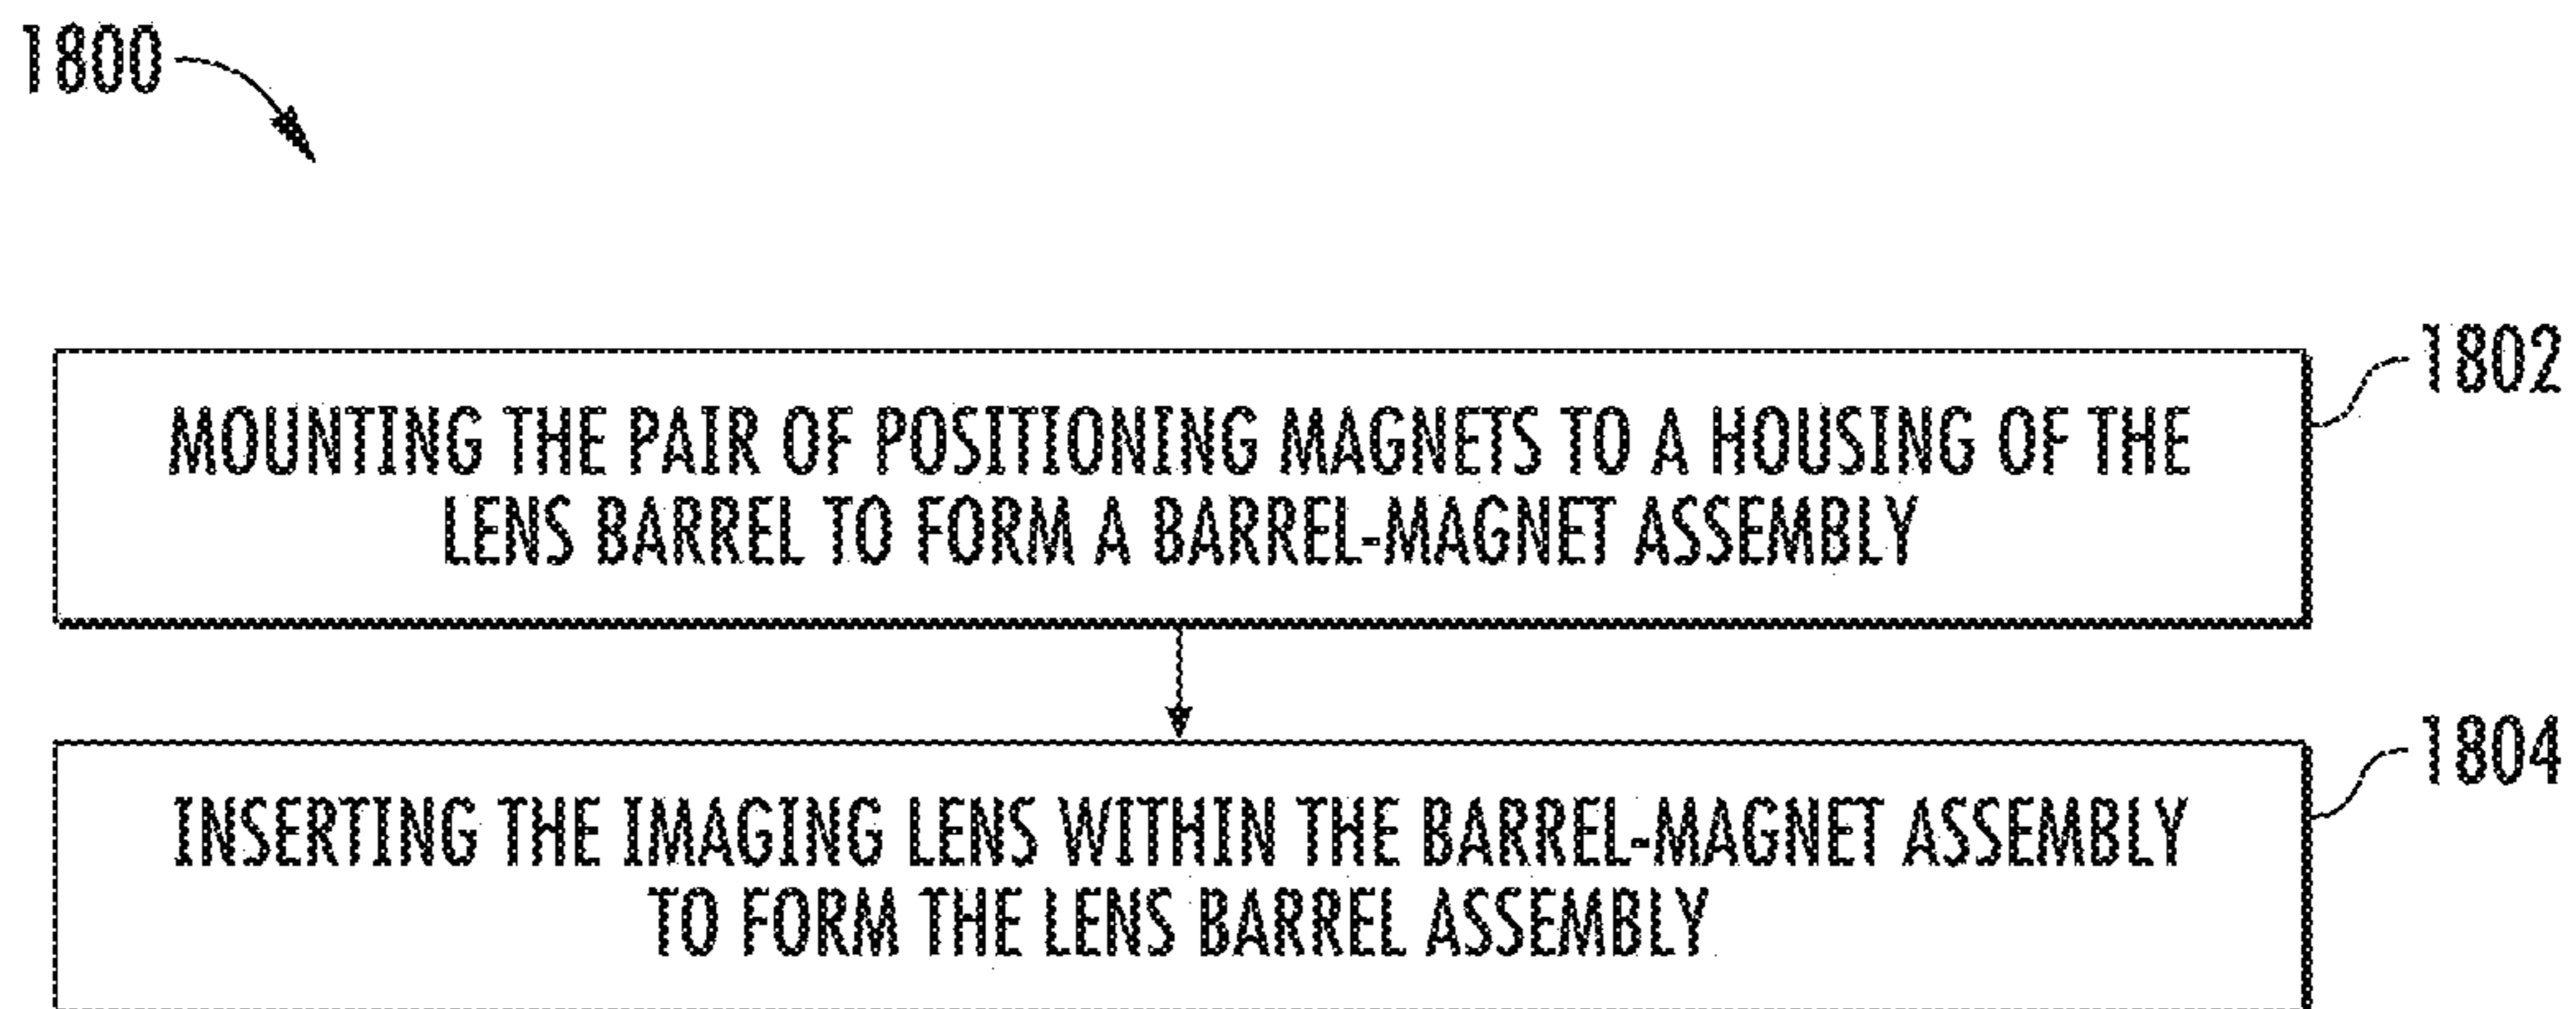 1800
1802
MOUNTING THE PAIR OF POSITIONING MAGNETS TO A HOUSING OF THE
LENS BARREL TO FORM A BARREL-MAGNET ASSEMBLY
1804
INSERTING THE IMAGING LENS WITHIN THE BARREL-MAGNET ASSEMBLY
TO FORM THE LENS BARREL ASSEMBLY